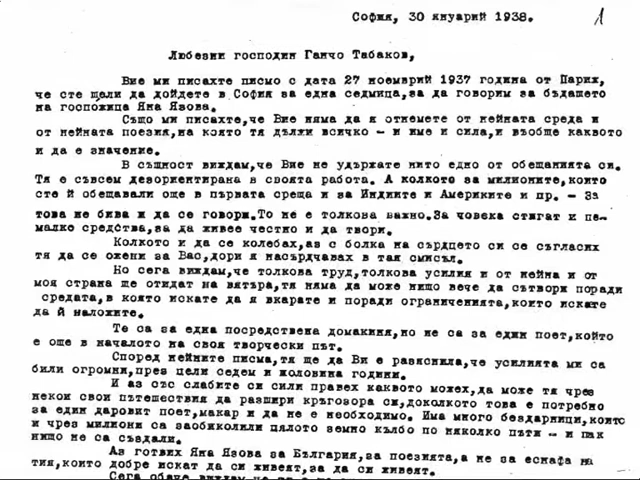 София, 30 януарий 1938.
1
Любезни господин Ганчо Табаков,
Вие ми писахте писмо с дата 27 ноемврий 1937 година от Париж,
че сте щели да дойдете в София за една седмица,за да говорим за бъдащето
на госпожица Яна Язова.
Също ми писахте,че Вие няма да я отнемете от нейната среда и
от нейната поезия,на която тя дължи всичко - и име и сила,и въобще каквото
и да е значение.
В същност виждам,че Вие не удържате нито едно от обещанията си.
Тя е съвсем дезориентирана в своята работа. А колкото за милионите,които
сте й обещавали още в първата среща и за Индиите и Америките и пр. - За
това не бива и да се говори.То не е толкова важно.За човека стигат и не-
малко средства,за да живее честно и да твори.
Колкото и да се колебах,аз с болка на сърдцето си се съгласих
тя да се ожени за Вас,дори я насърдчавах в тая смисъл.
Но сега виждам,че толкова труд,толкова усилия и от нейна и от
моя страна ще отидат на вятъра,тя няма да може нищо вече да сътвори поради
средата,в която искате да я вкарате и поради ограниченията,които искате
да й наложите.
Те са за една посредствена домакиня,но не са за един поет,който
е още в началото на своя творчески път.
Според нейните писма,тя ще да Ви е разяснила,че усилията ми са
били огромни,през цели седем и половина години.
И аз със слабите си сили правех каквото можех,да може тя чрез
некои свои пътешествия да разшири кръгозора си,доколкото това е потребно
за един даровит поет,макар и да не е необходимо. Има много бездарници,които
и чрез милиони са заобиколили цялото земно кълбо по няколко пъти - и пак
нищо не са създали.
Аз готвих Яна Язова за България,за поезията,а не за еснафа на
тия,които добре искат да си живеят,за да си живеят.
Сега обаче виждам,че